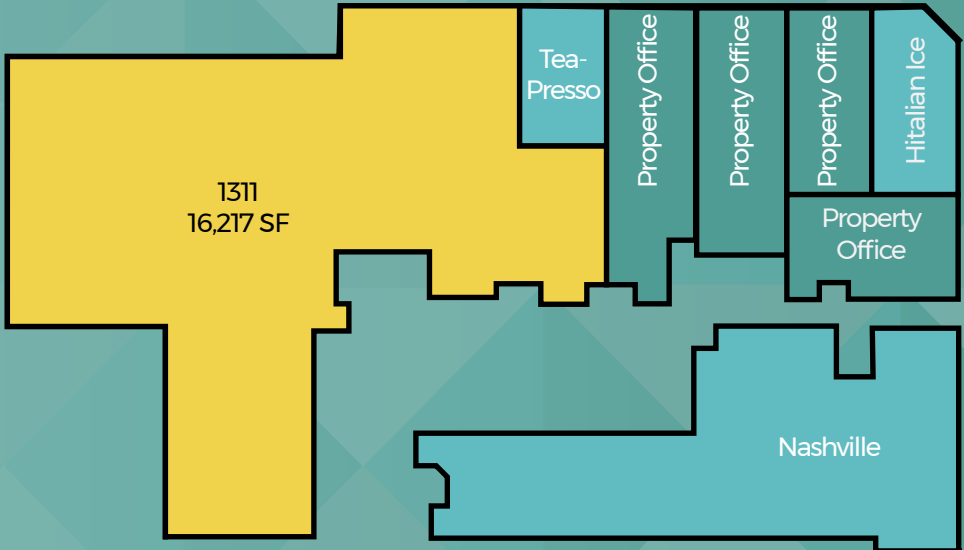 Tea-
Presso
Property Office
Property Office
Property Office
Hitalian Ice
1311
16,217 SF
Property
Office
Nashville